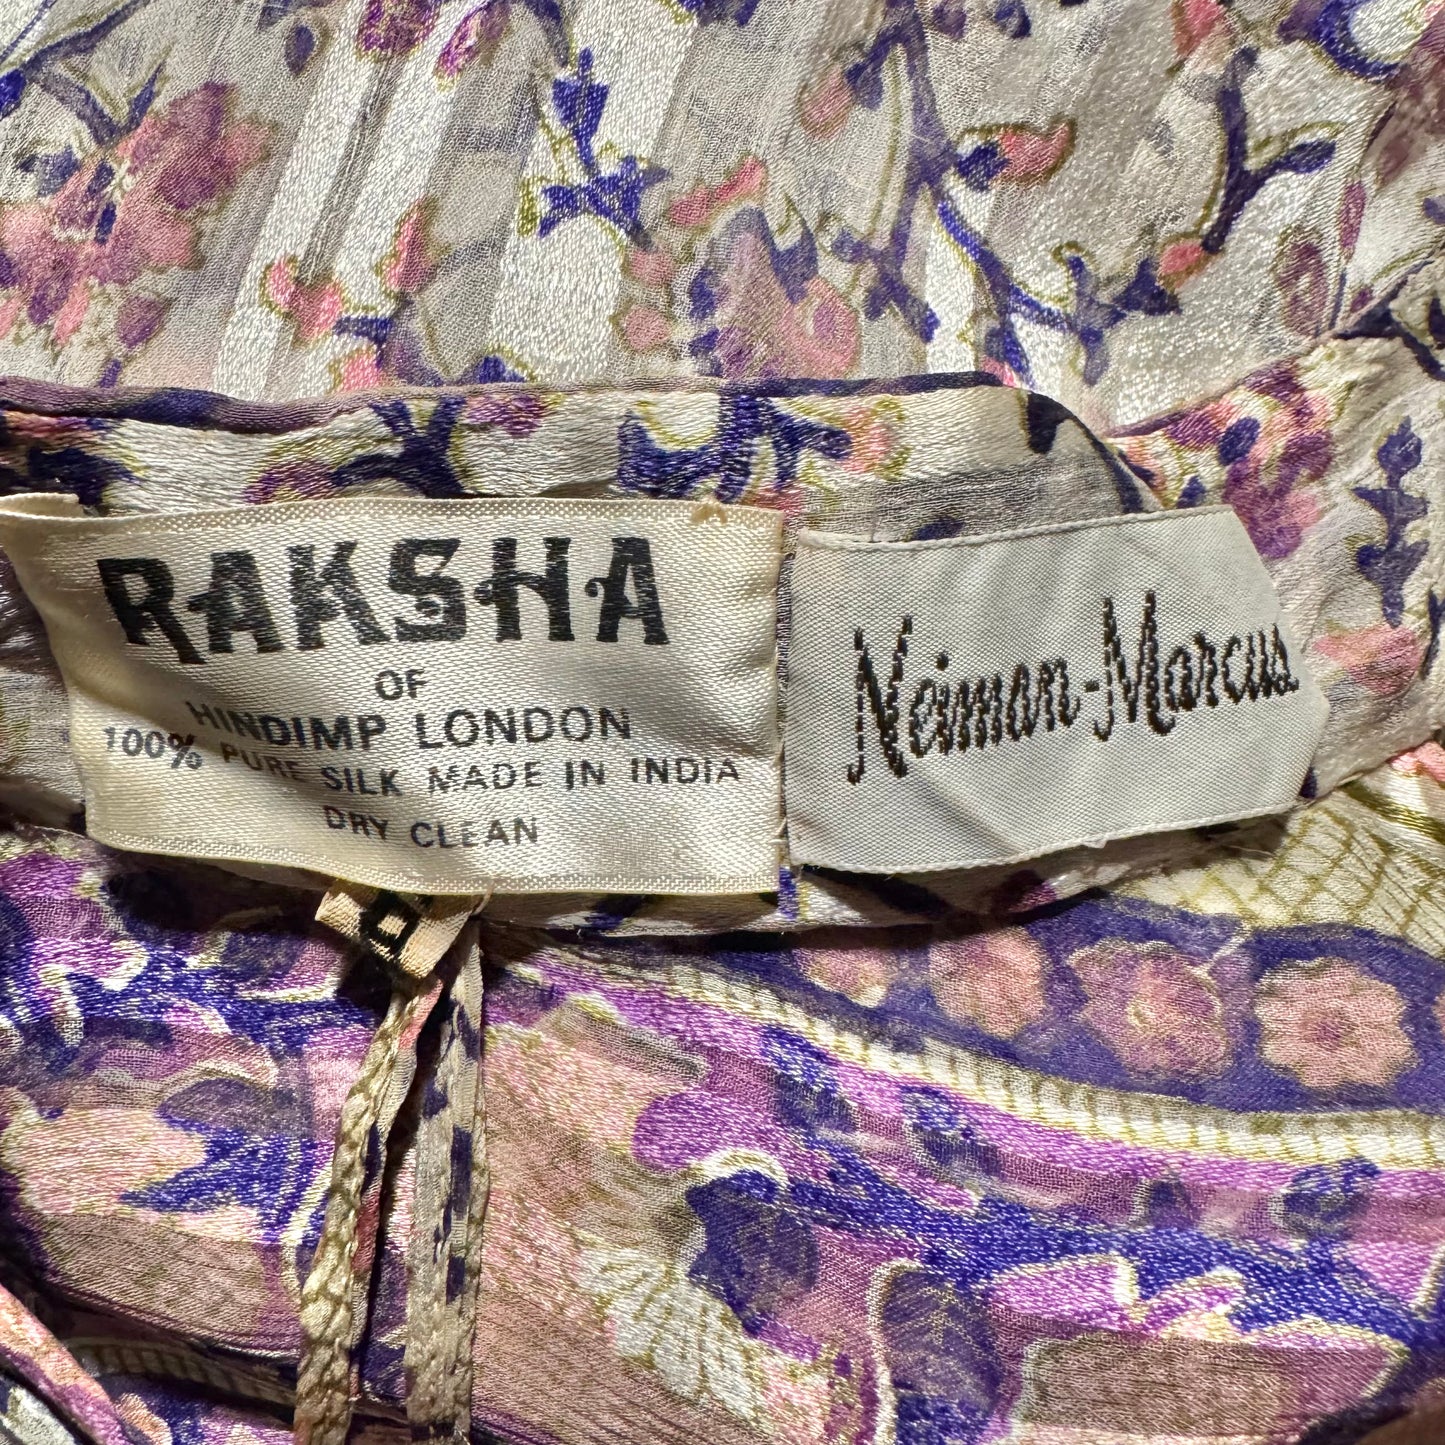 RAKSHA
OF
HINDIMP LONDON
100% PURE SILK MADE IN INDIA
DRY CLEAN
Neiman-Marcus